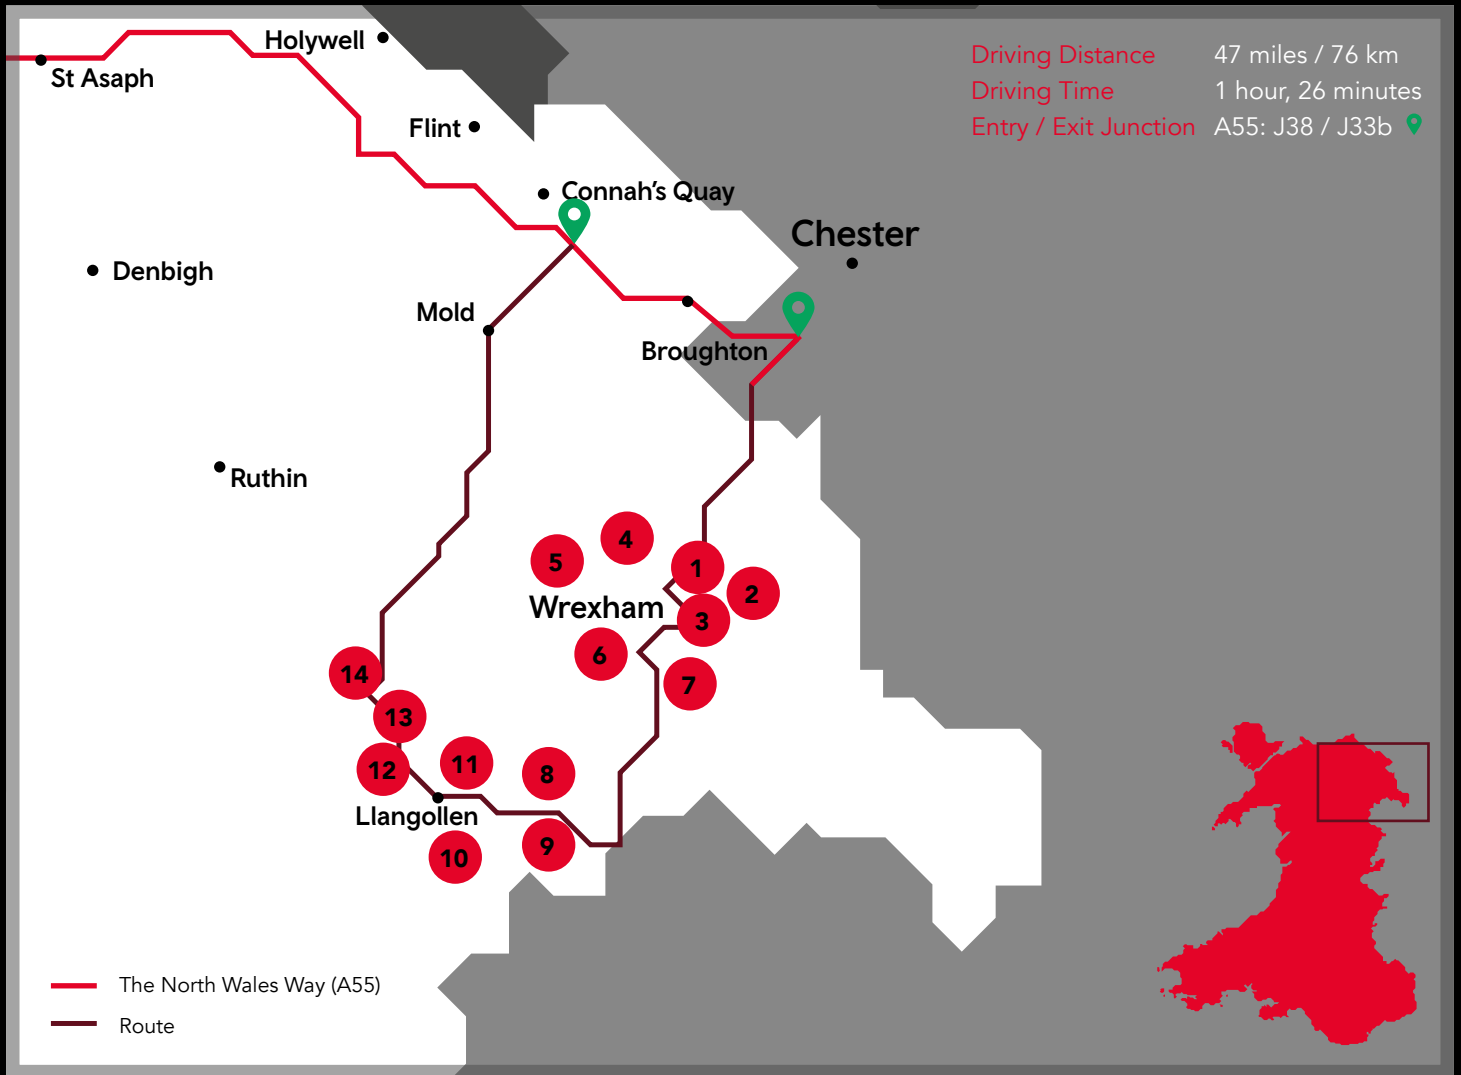 Holywell
St Asaph
Driving Distance 47 miles / 76 km
Driving Time 1 hour, 26 minutes
Entry / Exit Junction A55: J38 / J33b
Flint
Connah’s Quay
Chester
Denbigh
Mold
Broughton
Ruthin
4
5
1
2
Wrexham
3
6
14
7
13
11
12
8
Llangollen
9
10
The North Wales Way (A55)
Route